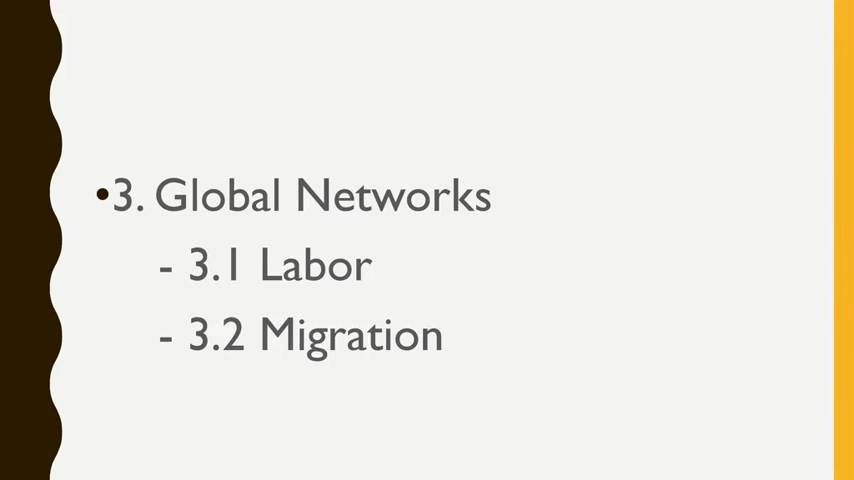 •3. Global Networks
- 3.1 Labor
- 3.2 Migration